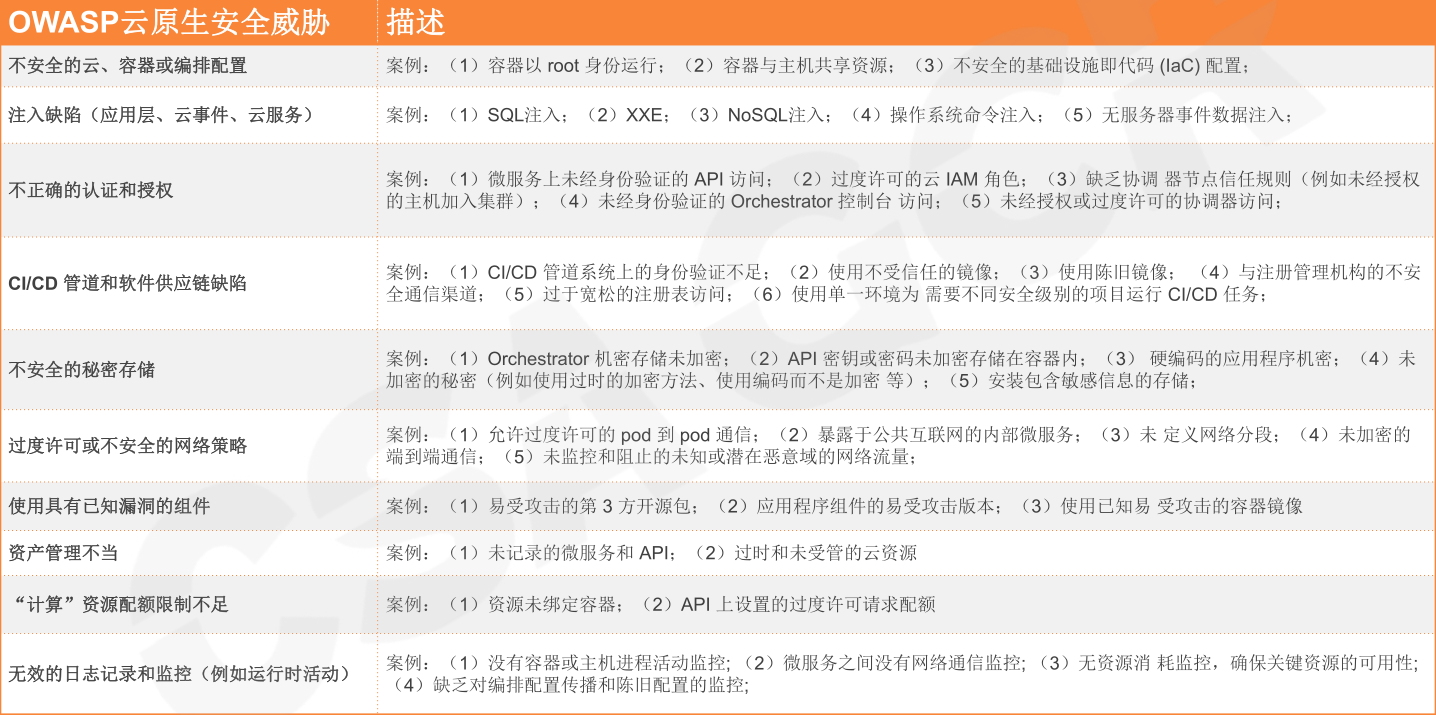 OWASP云原生安全威胁
描述
不安全的云、容器或编排配置
案例：（1）容器以 root 身份运行；（2）容器与主机共享资源；（3）不安全的基础设施即代码 (IaC) 配置；
注入缺陷（应用层、云事件、云服务）
案例：（1）SQL注入；（2）XXE；（3）NoSQL注入；（4）操作系统命令注入；（5）无服务器事件数据注入；
不正确的认证和授权
案例：（1）微服务上未经身份验证的 API 访问；（2）过度许可的云 IAM 角色；（3）缺乏协调 器节点信任规则（例如未经授权
的主机加入集群）；（4）未经身份验证的 Orchestrator 控制台 访问；（5）未经授权或过度许可的协调器访问；
CI/CD 管道和软件供应链缺陷
案例：（1）CI/CD 管道系统上的身份验证不足；（2）使用不受信任的镜像；（3）使用陈旧镜像； （4）与注册管理机构的不安
全通信渠道；（5）过于宽松的注册表访问；（6）使用单一环境为 需要不同安全级别的项目运行 CI/CD 任务；
不安全的秘密存储
案例：（1）Orchestrator 机密存储未加密；（2）API 密钥或密码未加密存储在容器内；（3） 硬编码的应用程序机密；（4）未
加密的秘密（例如使用过时的加密方法、使用编码而不是加密 等）；（5）安装包含敏感信息的存储；
过度许可或不安全的网络策略
案例：（1）允许过度许可的 pod 到 pod 通信；（2）暴露于公共互联网的内部微服务；（3）未 定义网络分段；（4）未加密的
端到端通信；（5）未监控和阻止的未知或潜在恶意域的网络流量；
使用具有已知漏洞的组件
案例：（1）易受攻击的第 3 方开源包；（2）应用程序组件的易受攻击版本；（3）使用已知易 受攻击的容器镜像
资产管理不当
案例：（1）未记录的微服务和 API；（2）过时和未受管的云资源
“计算”资源配额限制不足
案例：（1）资源未绑定容器；（2）API 上设置的过度许可请求配额
无效的日志记录和监控（例如运行时活动）
案例：（1）没有容器或主机进程活动监控;（2）微服务之间没有网络通信监控;（3）无资源消 耗监控，确保关键资源的可用性;
（4）缺乏对编排配置传播和陈旧配置的监控;
CSA GCR